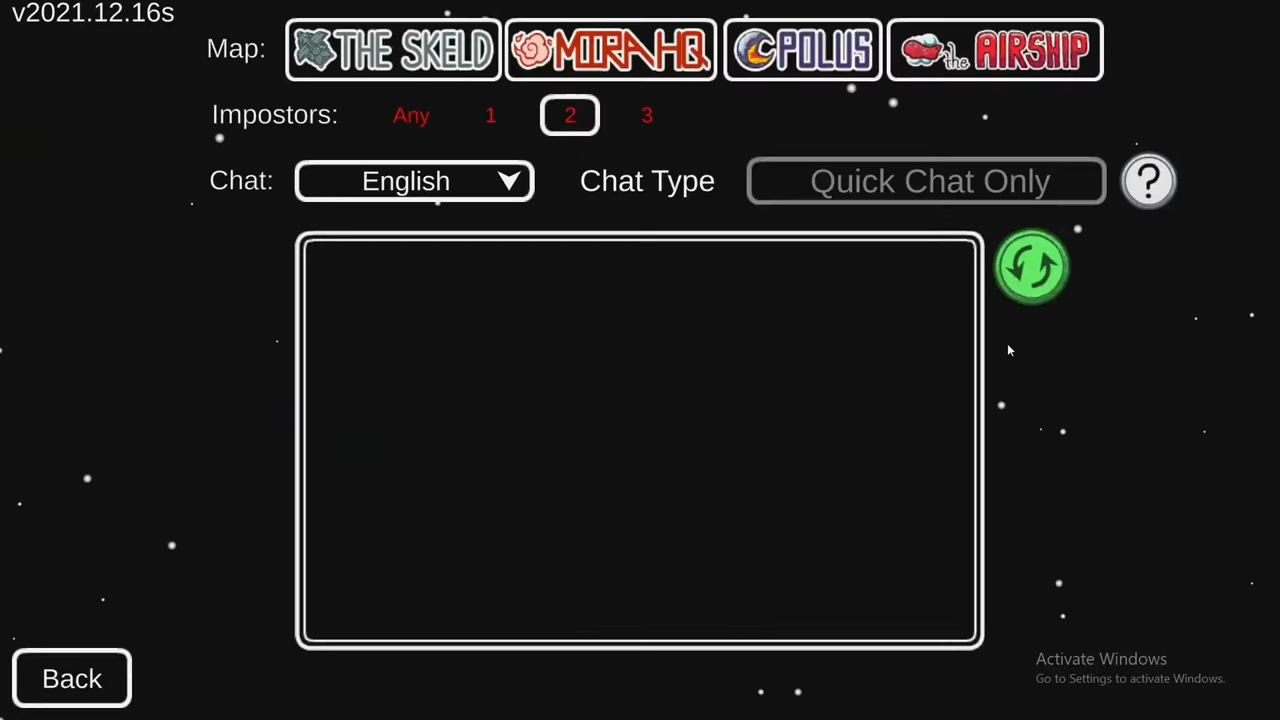 v2021.12.16s
Map: THE SKELD MIRA HQ POLUS the AIRSHIP
Impostors: Any 1 2 3
Chat: English Chat Type Quick Chat Only ?
Back
Activate Windows
Go to Settings to activate Windows.